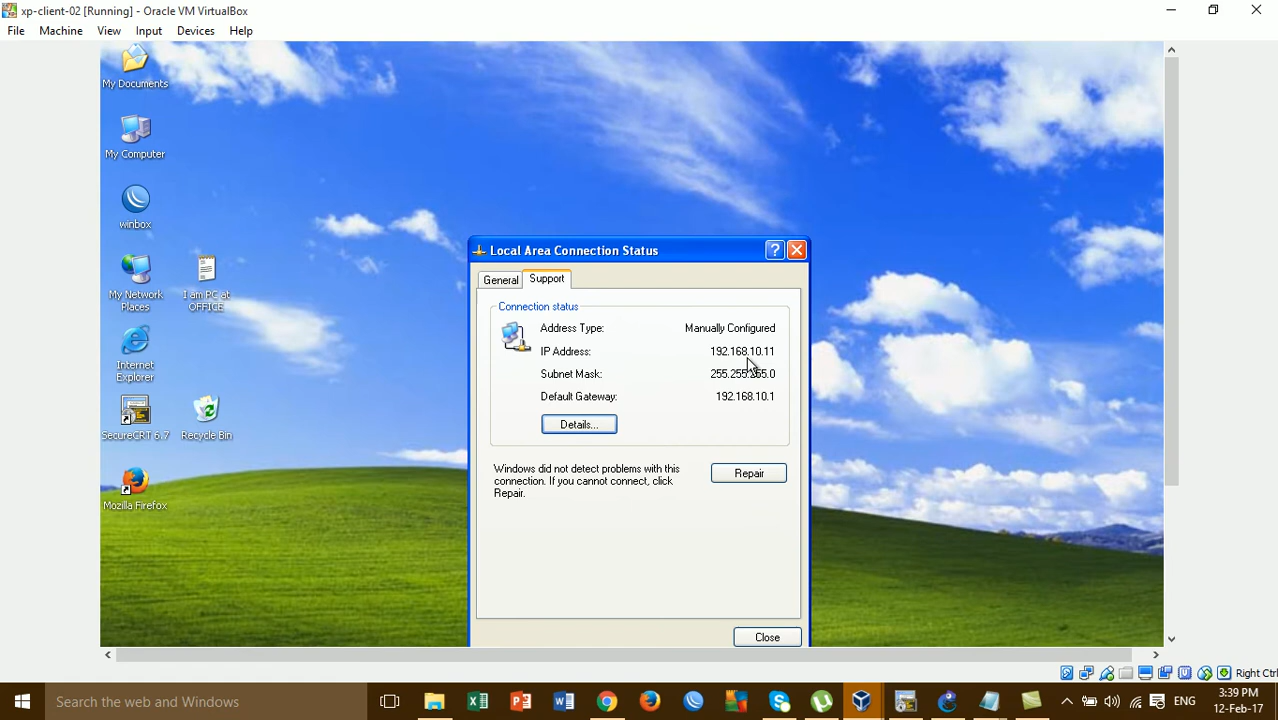 xp-client-02 [Running] - Oracle VM VirtualBox
File Machine View Input Devices Help
My Documents
My Computer
winbox
My Network
Places
I am PC at
OFFICE
Internet
Explorer
SecureCRT 6.7
Recycle Bin
Mozilla Firefox
Local Area Connection Status
General Support
Connection status
Address Type: Manually Configured
IP Address: 192.168.10.11
Subnet Mask: 255.255.255.0
Default Gateway: 192.168.10.1
Details...
Windows did not detect problems with this
connection. If you cannot connect, click
Repair.
Repair
Close
Right Ctrl
Search the web and Windows
ENG
3:39 PM
12-Feb-17